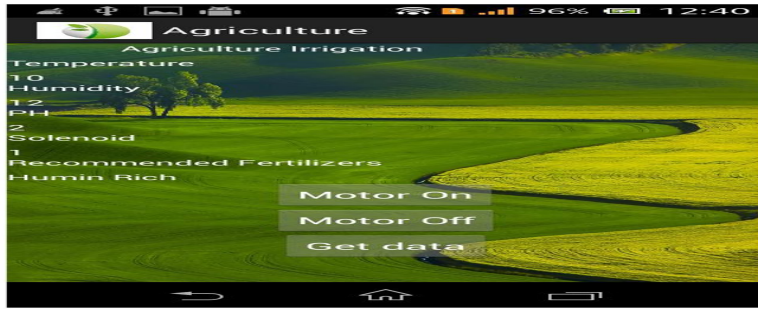 96% 12:40
Agriculture
Agriculture Irrigation
Temperature
10
Humidity
12
PH
2
Solenoid
1
Recommended Fertilizers
Humin Rich
Motor On
Motor Off
Get data